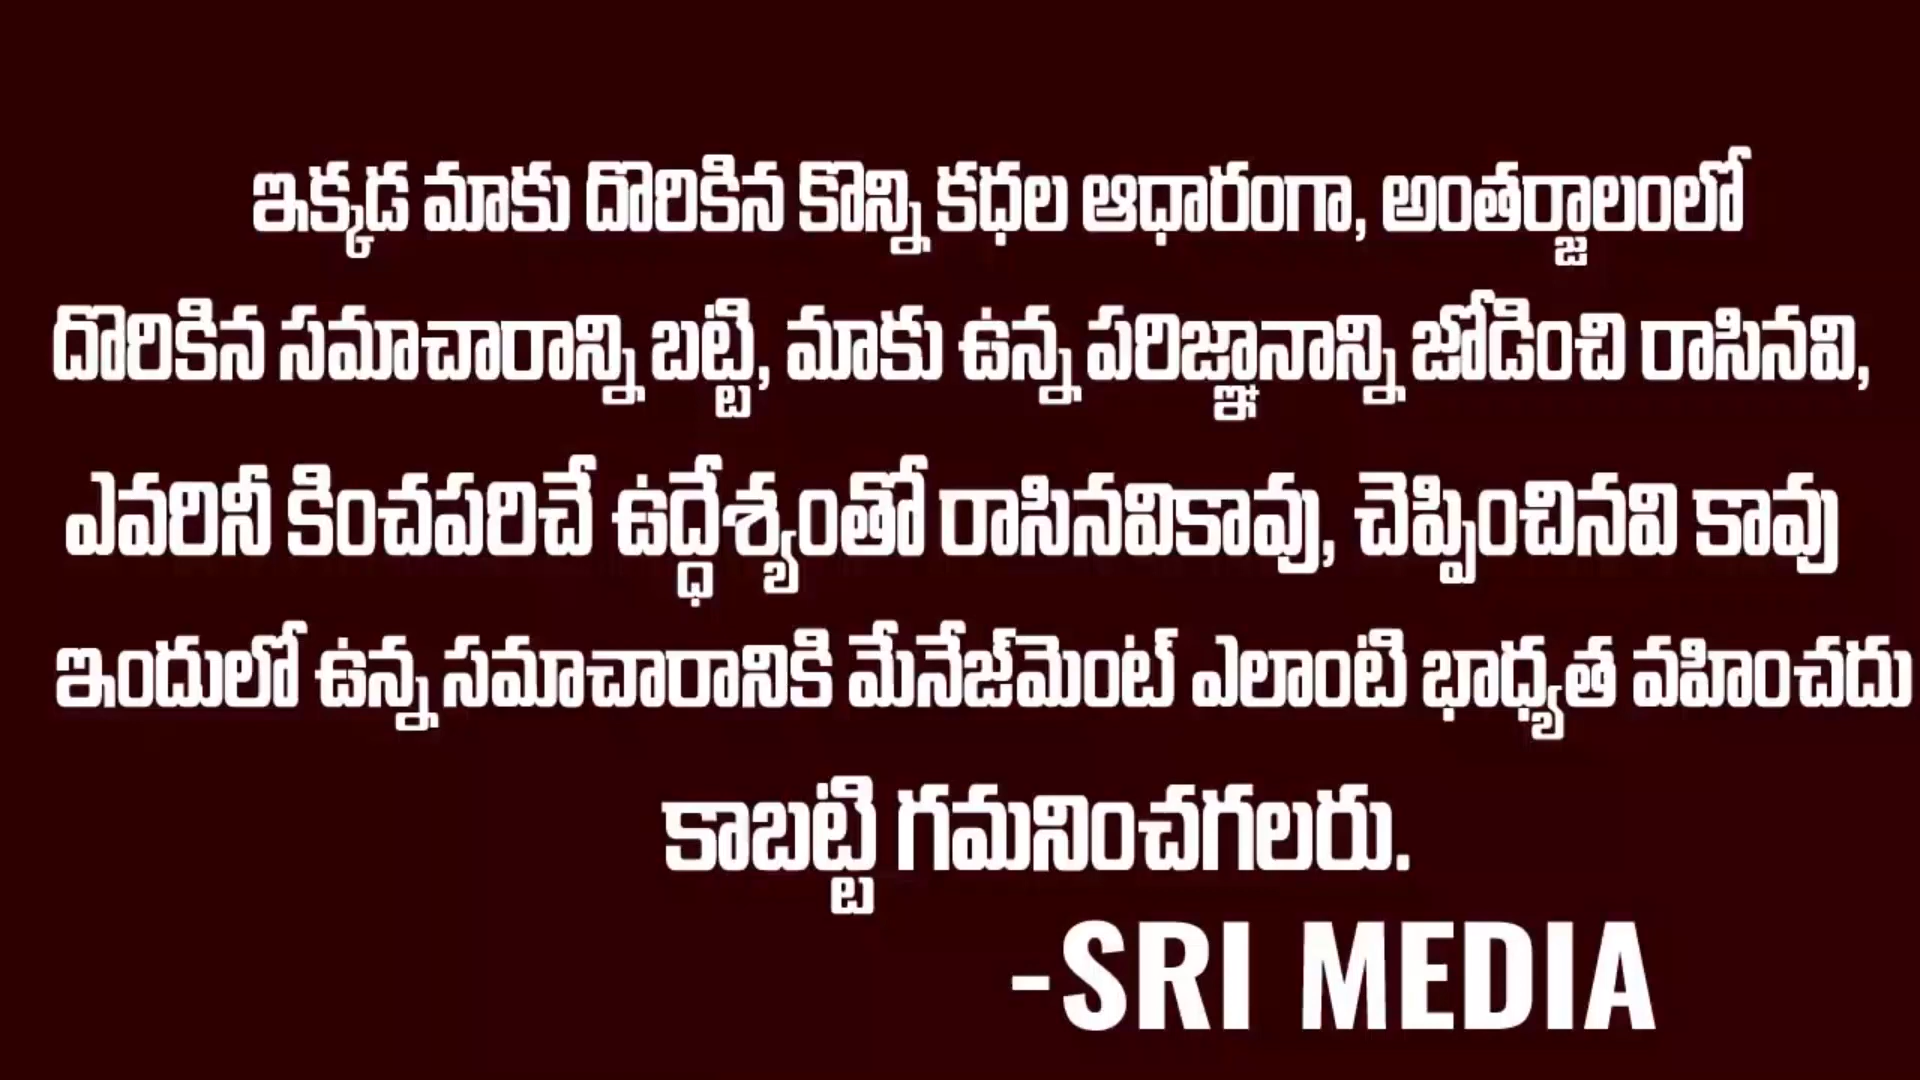 ఇక్కడ మాకు దొరికిన కొన్ని కధల ఆధారంగా, అంతర్జాలంలో
దొరికిన సమాచారాన్ని బట్టి, మాకు ఉన్న పరిజ్ఞానాన్ని జోడించి రాసినవి,
ఎవరినీ కించపరిచే ఉద్ధేశ్యంతో రాసినవికావు, చెప్పించినవి కావు
ఇందులో ఉన్న సమాచారానికి మేనేజ్‌మెంట్ ఎలాంటి భాధ్యత వహించదు
కాబట్టి గమనించగలరు.
-SRI MEDIA